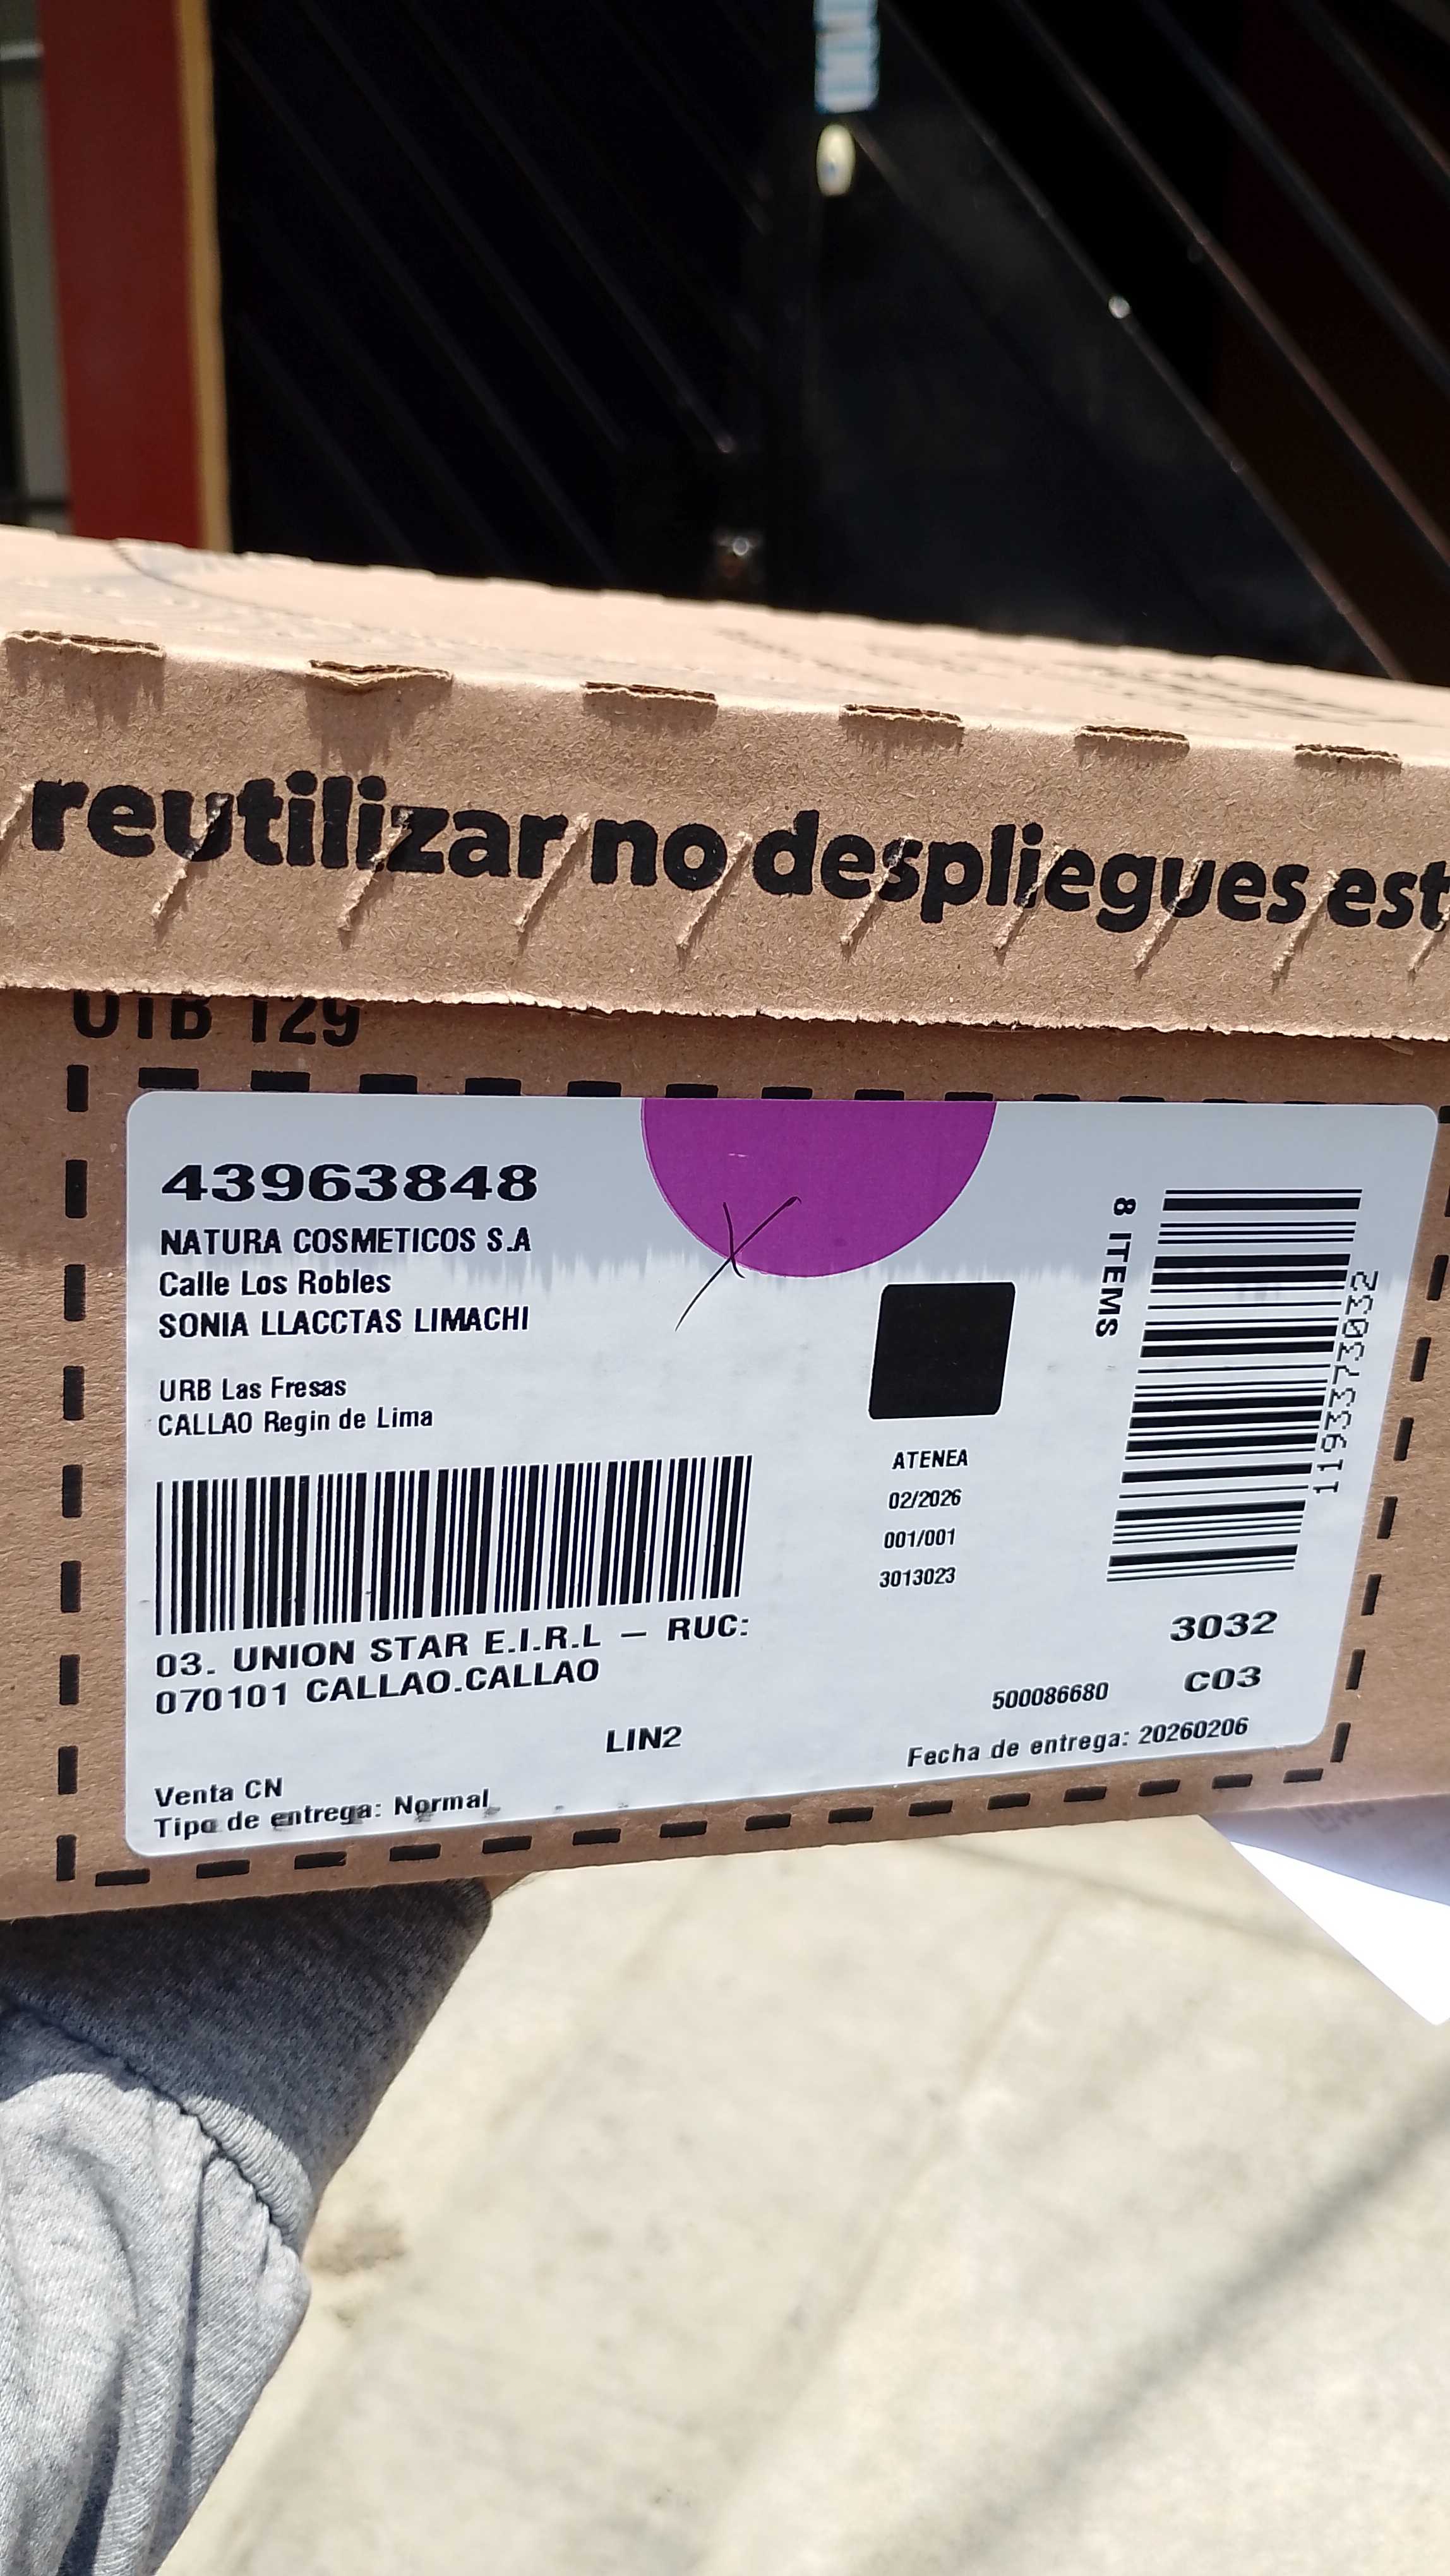 reutilizar no despliegues est
UTB 129
43963848
NATURA COSMETICOS S.A
Calle Los Robles
SONIA LLACCTAS LIMACHI
URB Las Fresas
CALLAO Regin de Lima
8 ITEMS
1193373032
ATENEA
02/2026
001/001
3013023
03. UNION STAR E.I.R.L – RUC:
070101 CALLAO.CALLAO
3032
C03
500086680
LIN2
Fecha de entrega: 20260206
Venta CN
Tipo de entrega: Normal